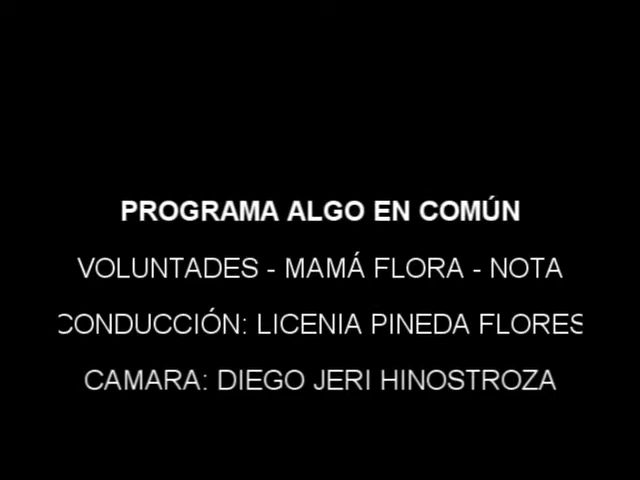 PROGRAMA ALGO EN COMÚN
VOLUNTADES - MAMÁ FLORA - NOTA
CONDUCCIÓN: LICENIA PINEDA FLORES
CAMARA: DIEGO JERI HINOSTROZA